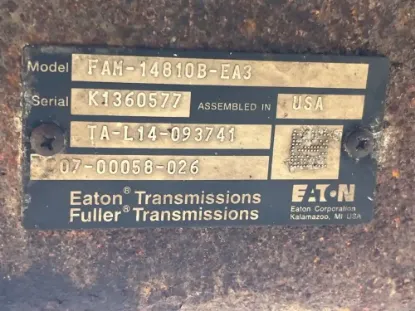 Model FAM-14810B-EA3
Serial K1360577 ASSEMBLED IN USA
TA-L14-093741
07-00058-026
Eaton® Transmissions
Fuller® Transmissions
EATON
Eaton Corporation
Kalamazoo, MI USA